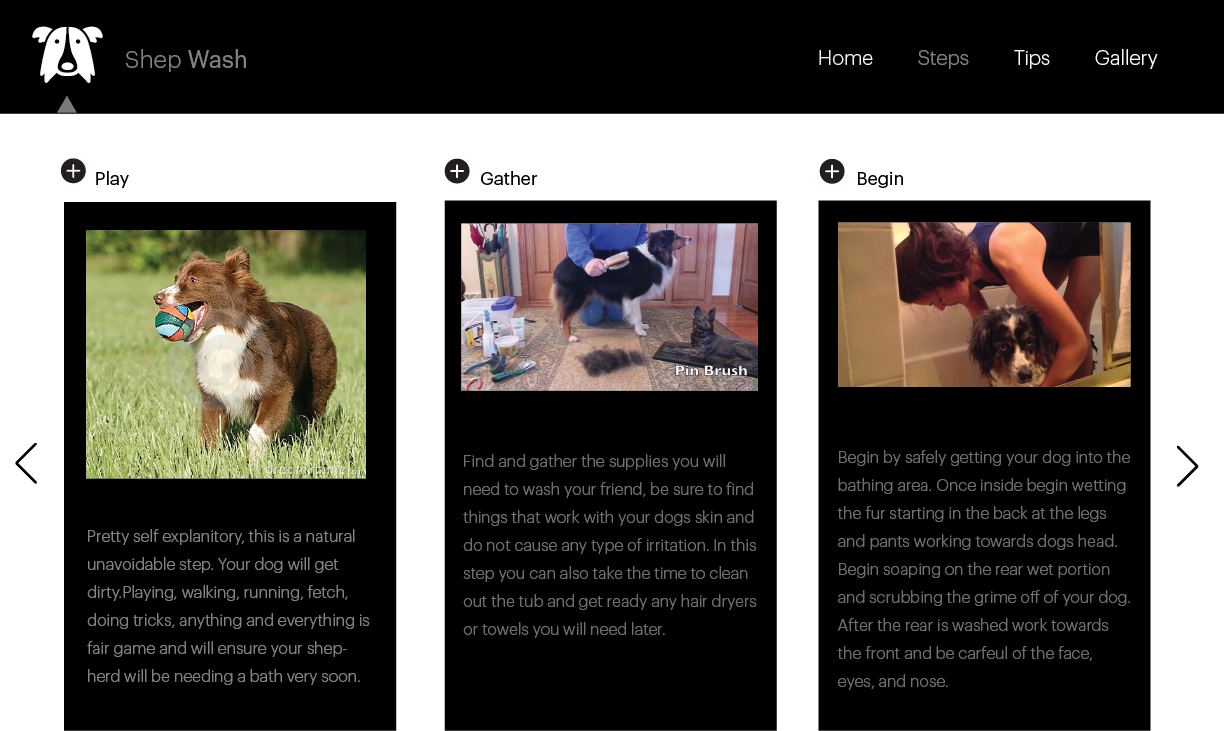 Shep Wash
Home
Steps
Tips
Gallery
Play
Gather
Begin
Pin Brush
Pretty self explanitory, this is a natural
unavoidable step. Your dog will get
dirty.Playing, walking, running, fetch,
doing tricks, anything and everything is
fair game and will ensure your shep-
herd will be needing a bath very soon.
Find and gather the supplies you will
need to wash your friend, be sure to find
things that work with your dogs skin and
do not cause any type of irritation. In this
step you can also take the time to clean
out the tub and get ready any hair dryers
or towels you will need later.
Begin by safely getting your dog into the
bathing area. Once inside begin wetting
the fur starting in the back at the legs
and pants working towards dogs head.
Begin soaping on the rear wet portion
and scrubbing the grime off of your dog.
After the rear is washed work towards
the front and be carfeul of the face,
eyes, and nose.